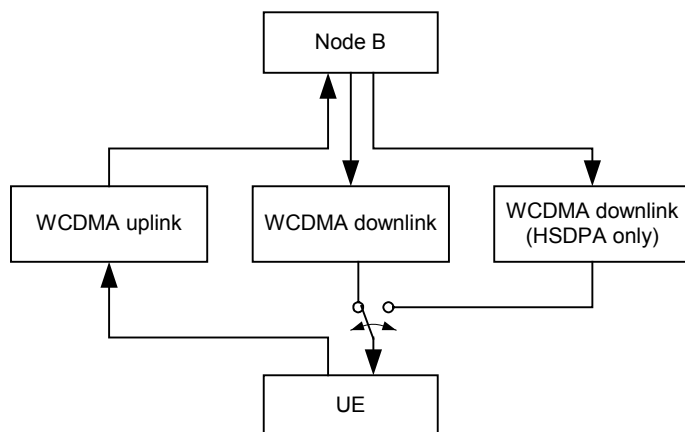 Node B
WCDMA uplink
WCDMA downlink
WCDMA downlink
(HSDPA only)
UE